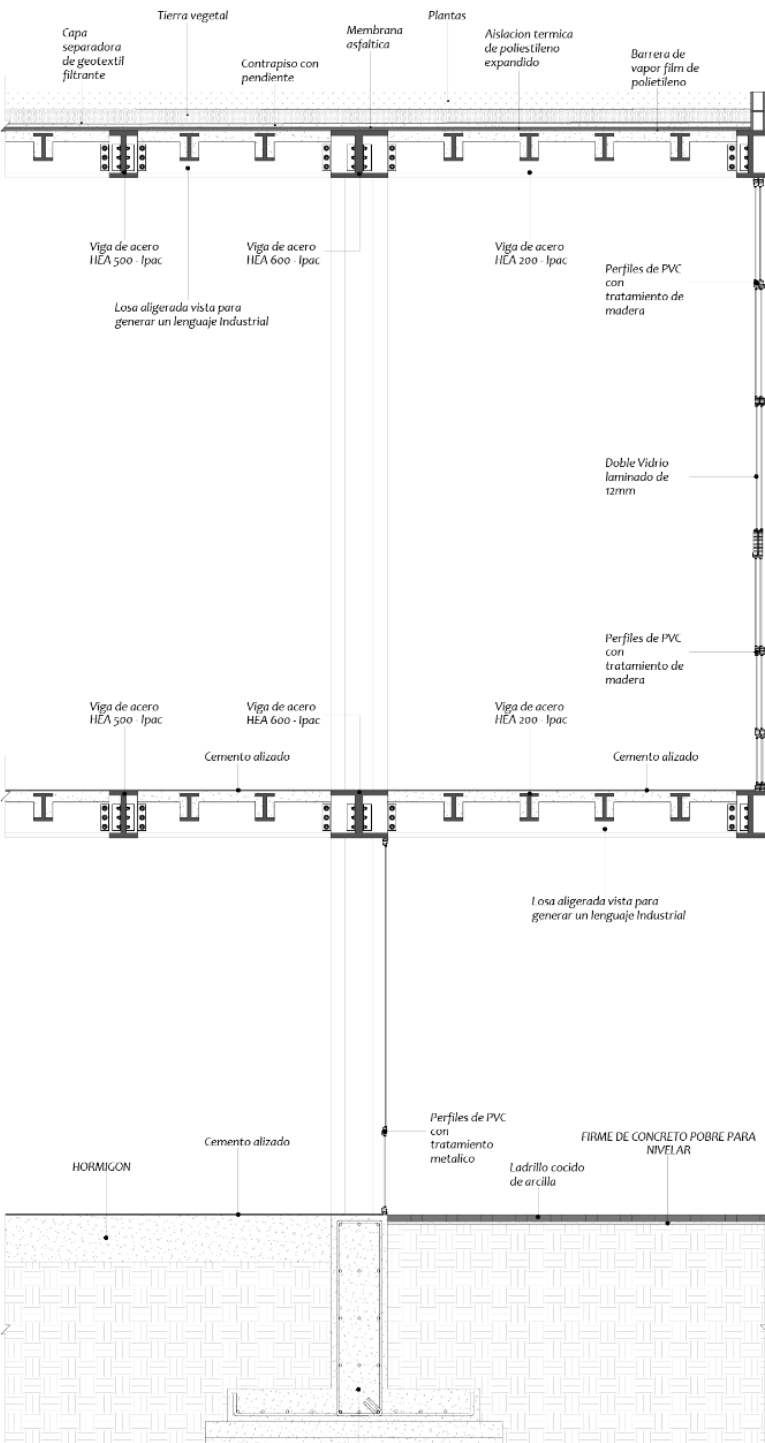 Tierra vegetal
Plantas
Capa
separadora
de geotextil
filtrante
Contrapiso con
pendiente
Membrana
asfaltica
Aislacion termica
de poliestileno
expandido
Barrera de
vapor film de
polietileno
Viga de acero
HEA 500 - Ipac
Viga de acero
HEA 600 - Ipac
Viga de acero
HEA 200 - Ipac
Perfiles de PVC
con
tratamiento de
madera
Losa aligerada vista para
generar un lenguaje Industrial
Doble Vidrio
laminado de
12mm
Perfiles de PVC
con
tratamiento de
madera
Viga de acero
HEA 500 - Ipac
Viga de acero
HEA 600 - Ipac
Viga de acero
HEA 200 - Ipac
Cemento alizado
Cemento alizado
Losa aligerada vista para
generar un lenguaje Industrial
Perfiles de PVC
con
tratamiento
metalico
Cemento alizado
HORMIGON
FIRME DE CONCRETO POBRE PARA
NIVELAR
Ladrillo cocido
de arcilla